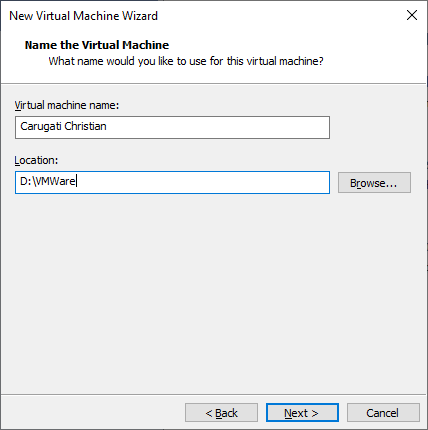 New Virtual Machine Wizard
Name the Virtual Machine
What name would you like to use for this virtual machine?
Virtual machine name:
Carugati Christian
Location:
D:\VMWare
Browse...
< Back
Next >
Cancel